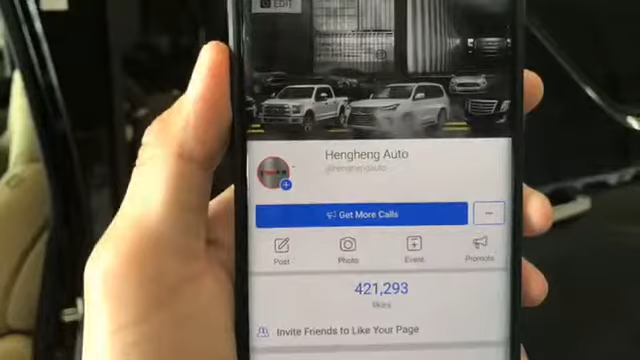 EDIT
Hengheng Auto
@henghengauto
Get More Calls
Post
Photo
Event
Promote
421,293
likes
Invite Friends to Like Your Page